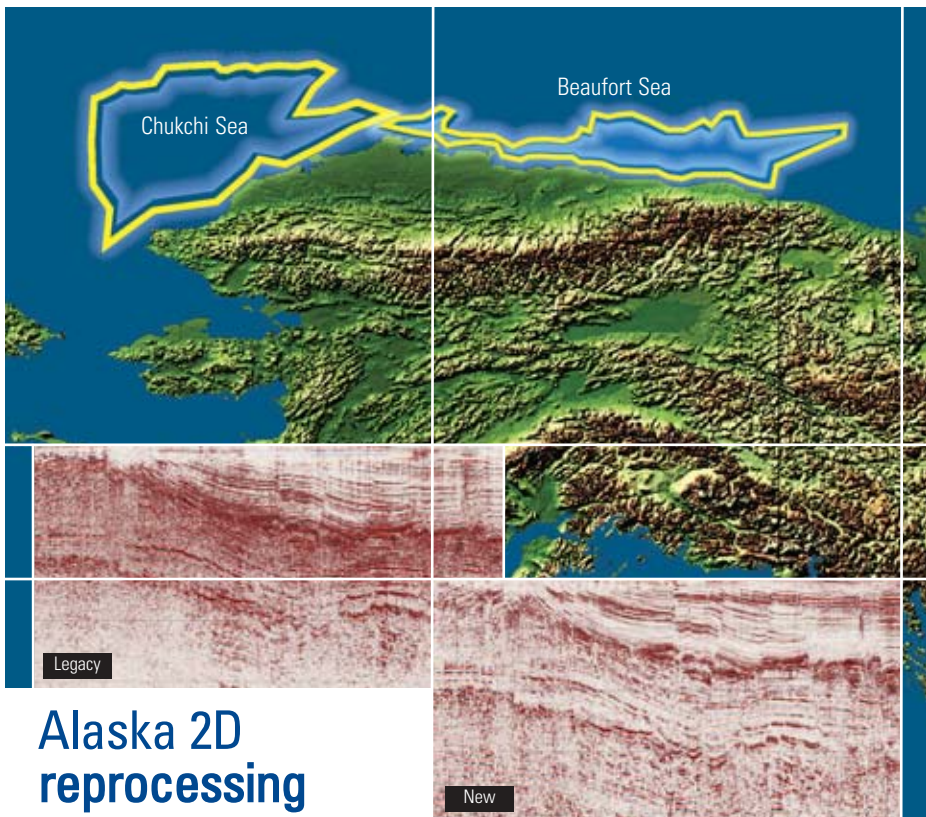 Beaufort Sea
Chukchi Sea
Legacy
Alaska 2D
reprocessing
New